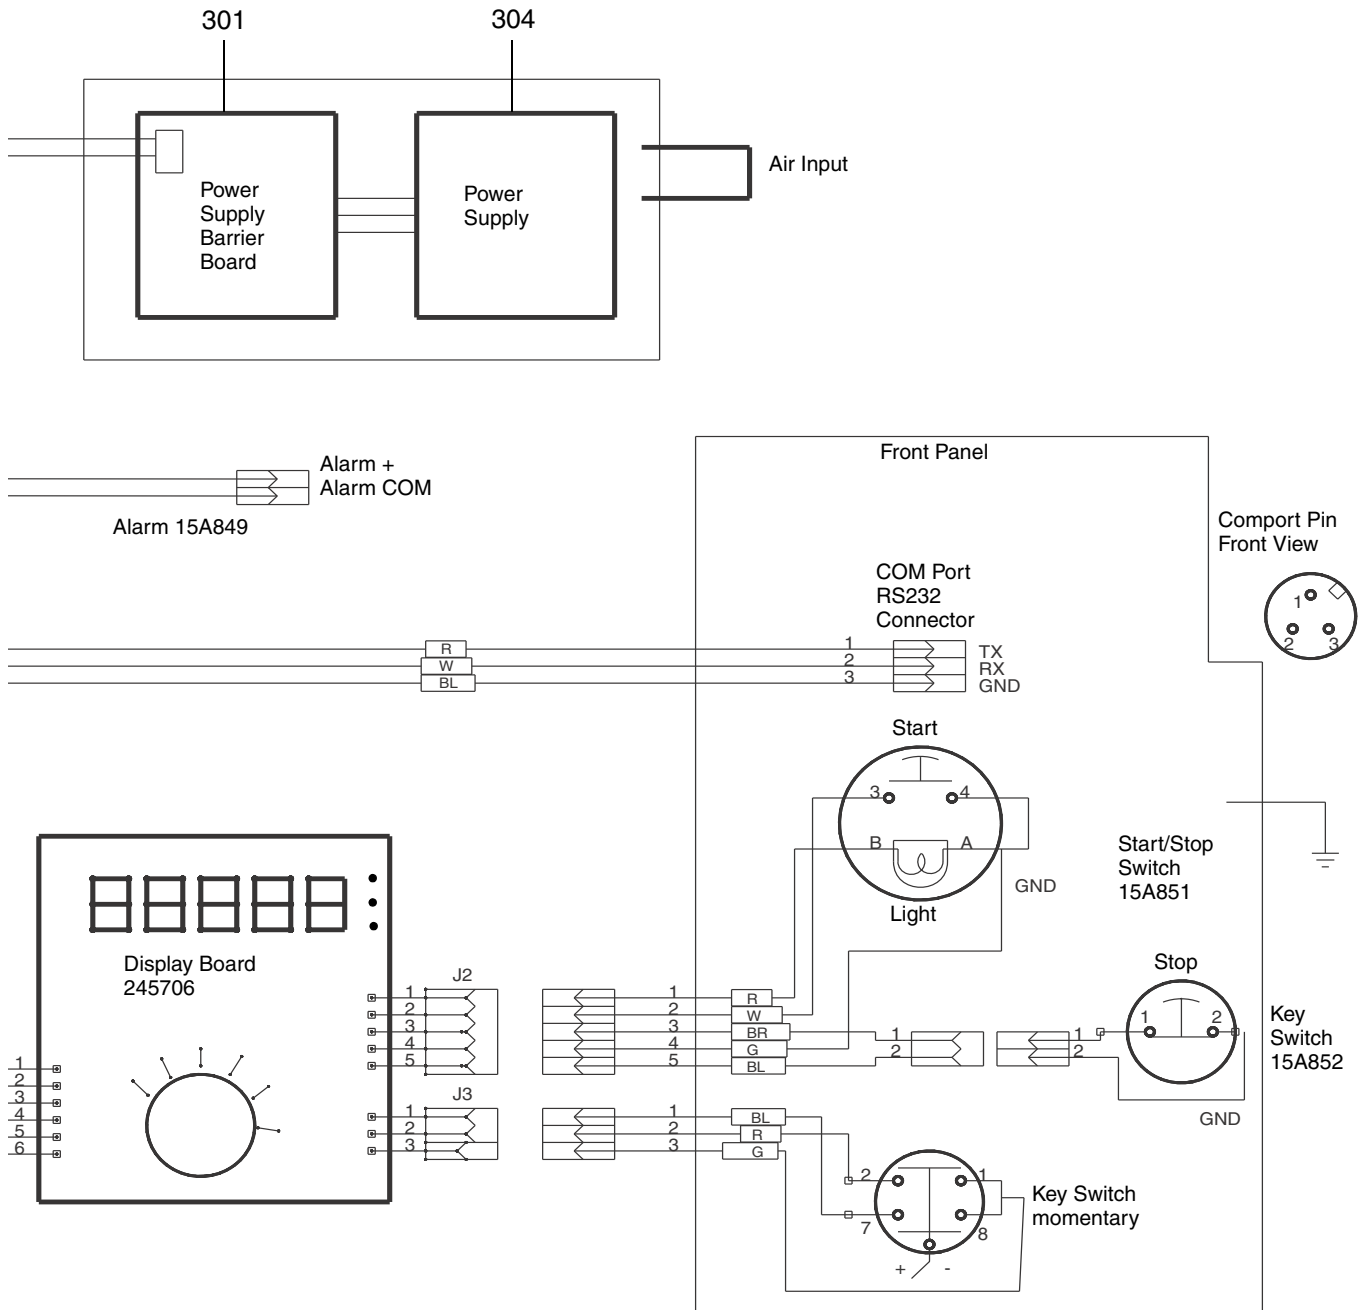 301
304
Air Input
Power
Supply
Barrier
Board
Power
Supply
Front Panel
Alarm +
Alarm COM
Alarm 15A849
Comport Pin
Front View
1
2
3
COM Port
RS232
Connector
R
W
BL
1
2
3
TX
RX
GND
Start
3
4
B
A
GND
Light
Start/Stop
Switch
15A851
Display Board
245706
Stop
1
2
Key
Switch
15A852
GND
J2
1
2
3
4
5
1
2
3
4
5
R
W
BR
G
BL
1
2
1
2
1
2
3
4
5
6
J3
1
2
3
1
2
3
BL
R
G
2
1
7
8
+
-
Key Switch
momentary